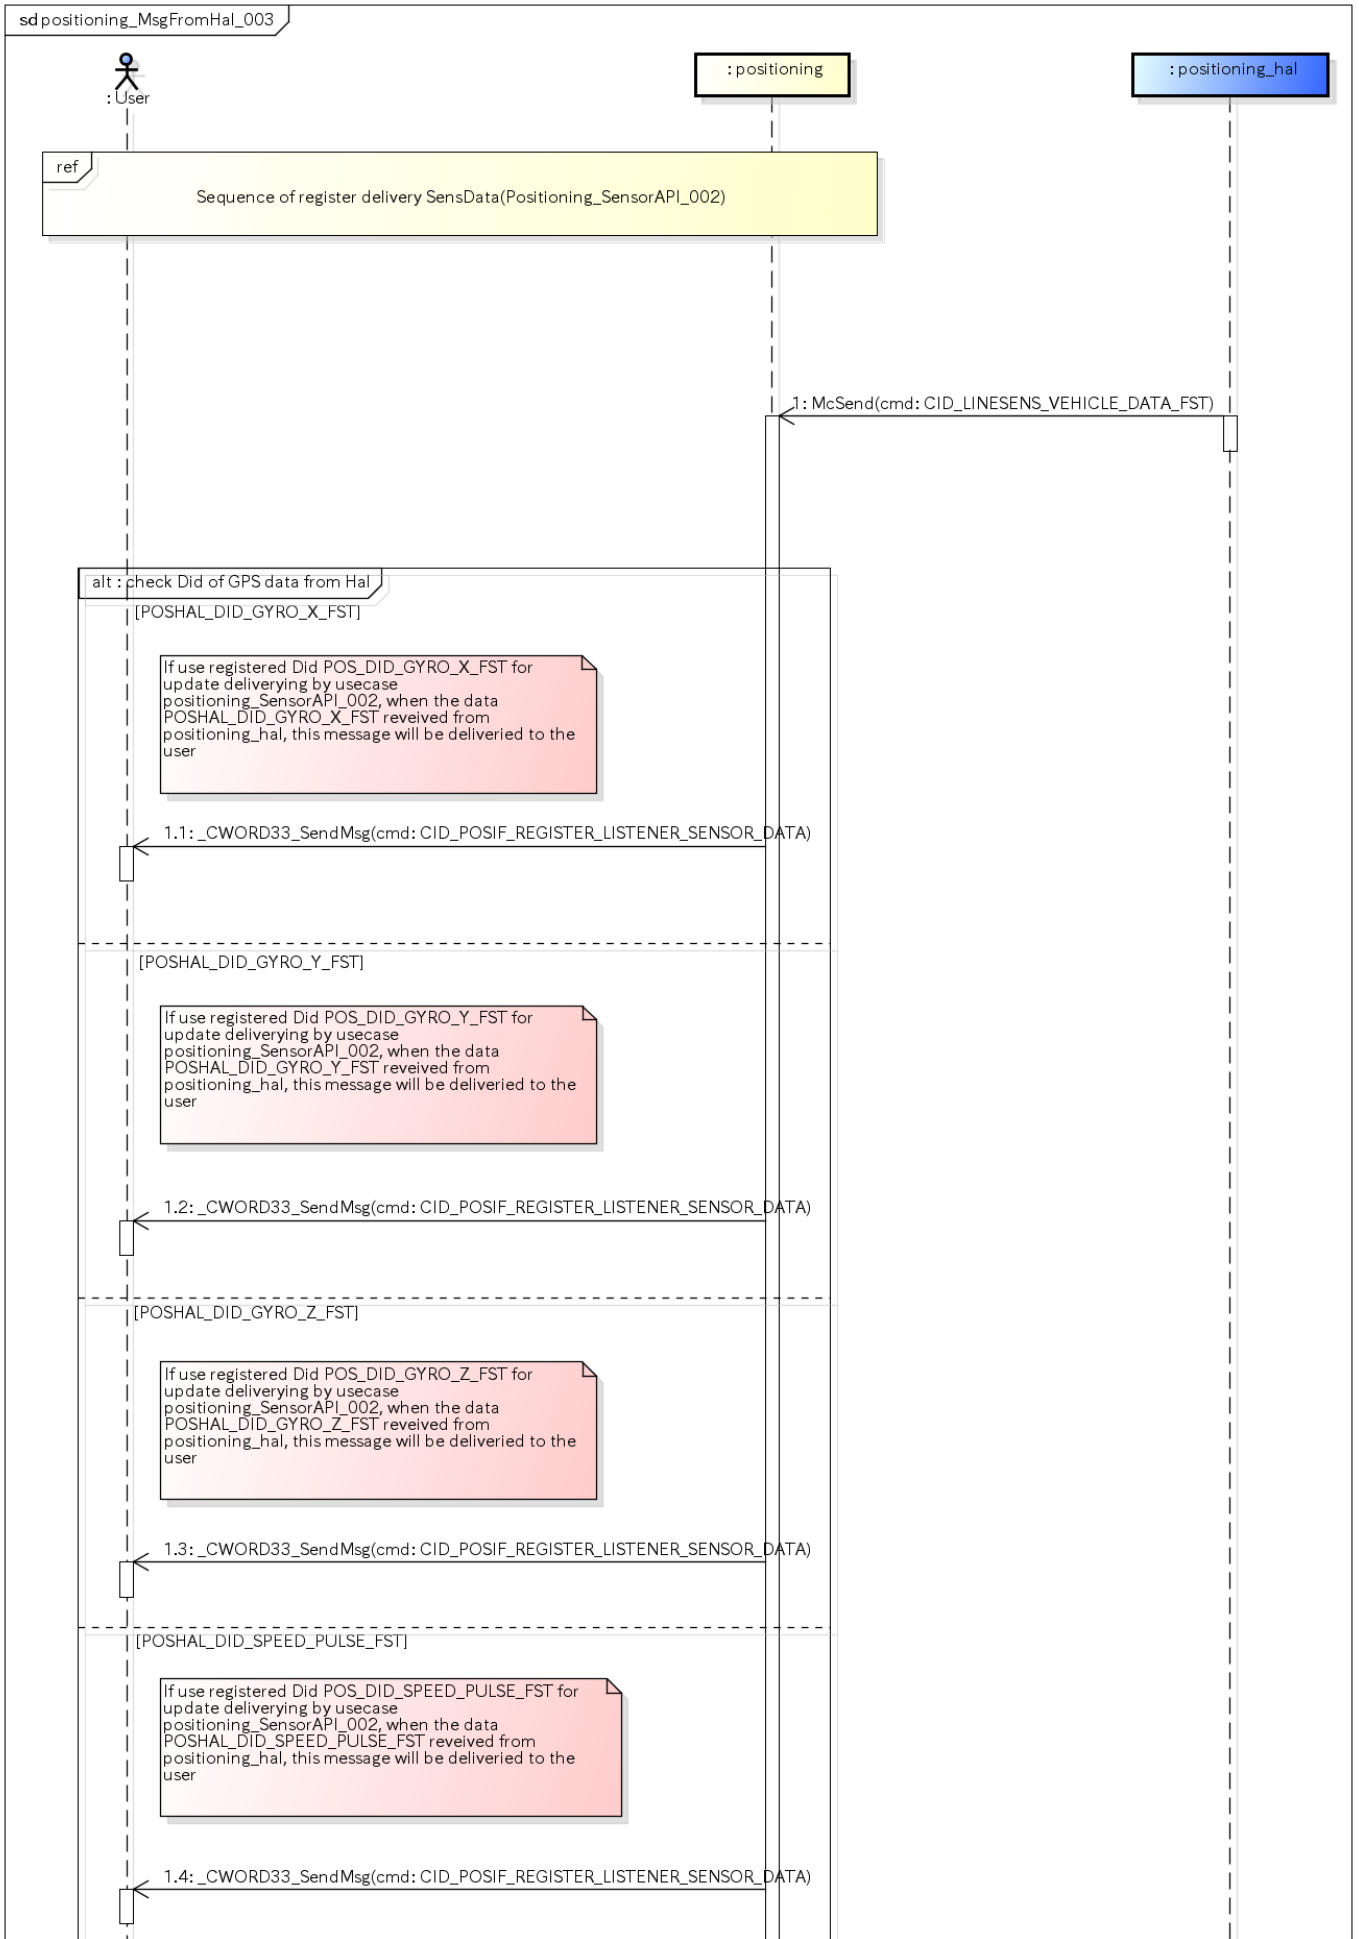 sd positioning_MsgFromHal_003
: User
: positioning
: positioning_hal
ref
Sequence of register delivery SensData(Positioning_SensorAPI_002)
1: McSend(cmd: CID_LINESENS_VEHICLE_DATA_FST)
alt : check Did of GPS data from Hal
[POSHAL_DID_GYRO_X_FST]
If use registered Did POS_DID_GYRO_X_FST for
update deliverying by usecase
positioning_SensorAPI_002, when the data
POSHAL_DID_GYRO_X_FST reveived from
positioning_hal, this message will be deliveried to the
user
1.1: _CWORD33_SendMsg(cmd: CID_POSIF_REGISTER_LISTENER_SENSOR_DATA)
[POSHAL_DID_GYRO_Y_FST]
If use registered Did POS_DID_GYRO_Y_FST for
update deliverying by usecase
positioning_SensorAPI_002, when the data
POSHAL_DID_GYRO_Y_FST reveived from
positioning_hal, this message will be deliveried to the
user
1.2: _CWORD33_SendMsg(cmd: CID_POSIF_REGISTER_LISTENER_SENSOR_DATA)
[POSHAL_DID_GYRO_Z_FST]
If use registered Did POS_DID_GYRO_Z_FST for
update deliverying by usecase
positioning_SensorAPI_002, when the data
POSHAL_DID_GYRO_Z_FST reveived from
positioning_hal, this message will be deliveried to the
user
1.3: _CWORD33_SendMsg(cmd: CID_POSIF_REGISTER_LISTENER_SENSOR_DATA)
[POSHAL_DID_SPEED_PULSE_FST]
If use registered Did POS_DID_SPEED_PULSE_FST for
update deliverying by usecase
positioning_SensorAPI_002, when the data
POSHAL_DID_SPEED_PULSE_FST reveived from
positioning_hal, this message will be deliveried to the
user
1.4: _CWORD33_SendMsg(cmd: CID_POSIF_REGISTER_LISTENER_SENSOR_DATA)